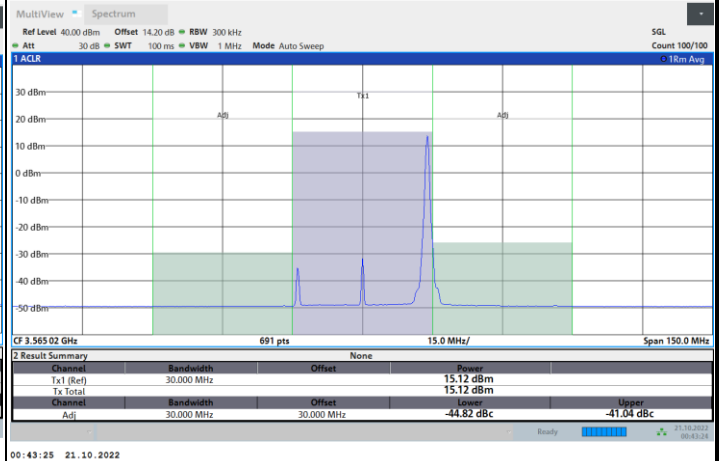 MultiView Spectrum
Ref Level 40.00 dBm Offset 14.20 dB RBW 300 kHz SGL
Att 30 dB SWT 100 ms VBW 1 MHz Mode Auto Sweep Count 100/100
1 ACLR 1Rm Avg
30 dBm
Tx1
20 dBm
Adj Adj
10 dBm
0 dBm
-10 dBm
-20 dBm
-30 dBm
-40 dBm
-50 dBm
CF 3.56502 GHz 691 pts 15.0 MHz/ Span 150.0 MHz
2 Result Summary None
Channel Bandwidth Offset Power
Tx1 (Ref) 30.000 MHz 15.12 dBm
Tx Total 15.12 dBm
Channel Bandwidth Offset Lower Upper
Adj 30.000 MHz 30.000 MHz -44.82 dBc -41.04 dBc
Ready 21.10.2022
00:43:24
00:43:25 21.10.2022